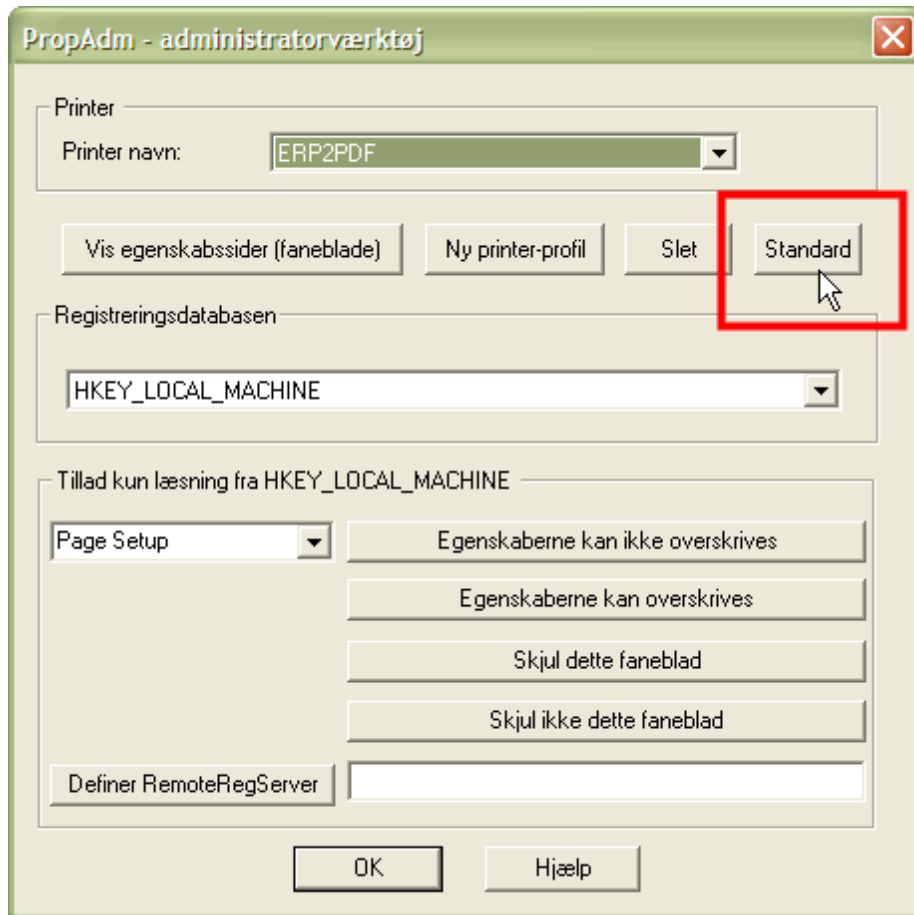 PropAdm - administratorværktøj
Printer
Printer navn: ERP2PDF
Vis egenskabssider (faneblade) Ny printer-profil Slet Standard
Registreringsdatabasen
HKEY_LOCAL_MACHINE
Tillad kun læsning fra HKEY_LOCAL_MACHINE
Page Setup Egenskaberne kan ikke overskrives
Egenskaberne kan overskrives
Skjul dette faneblad
Skjul ikke dette faneblad
Definer RemoteRegServer
OK Hjælp